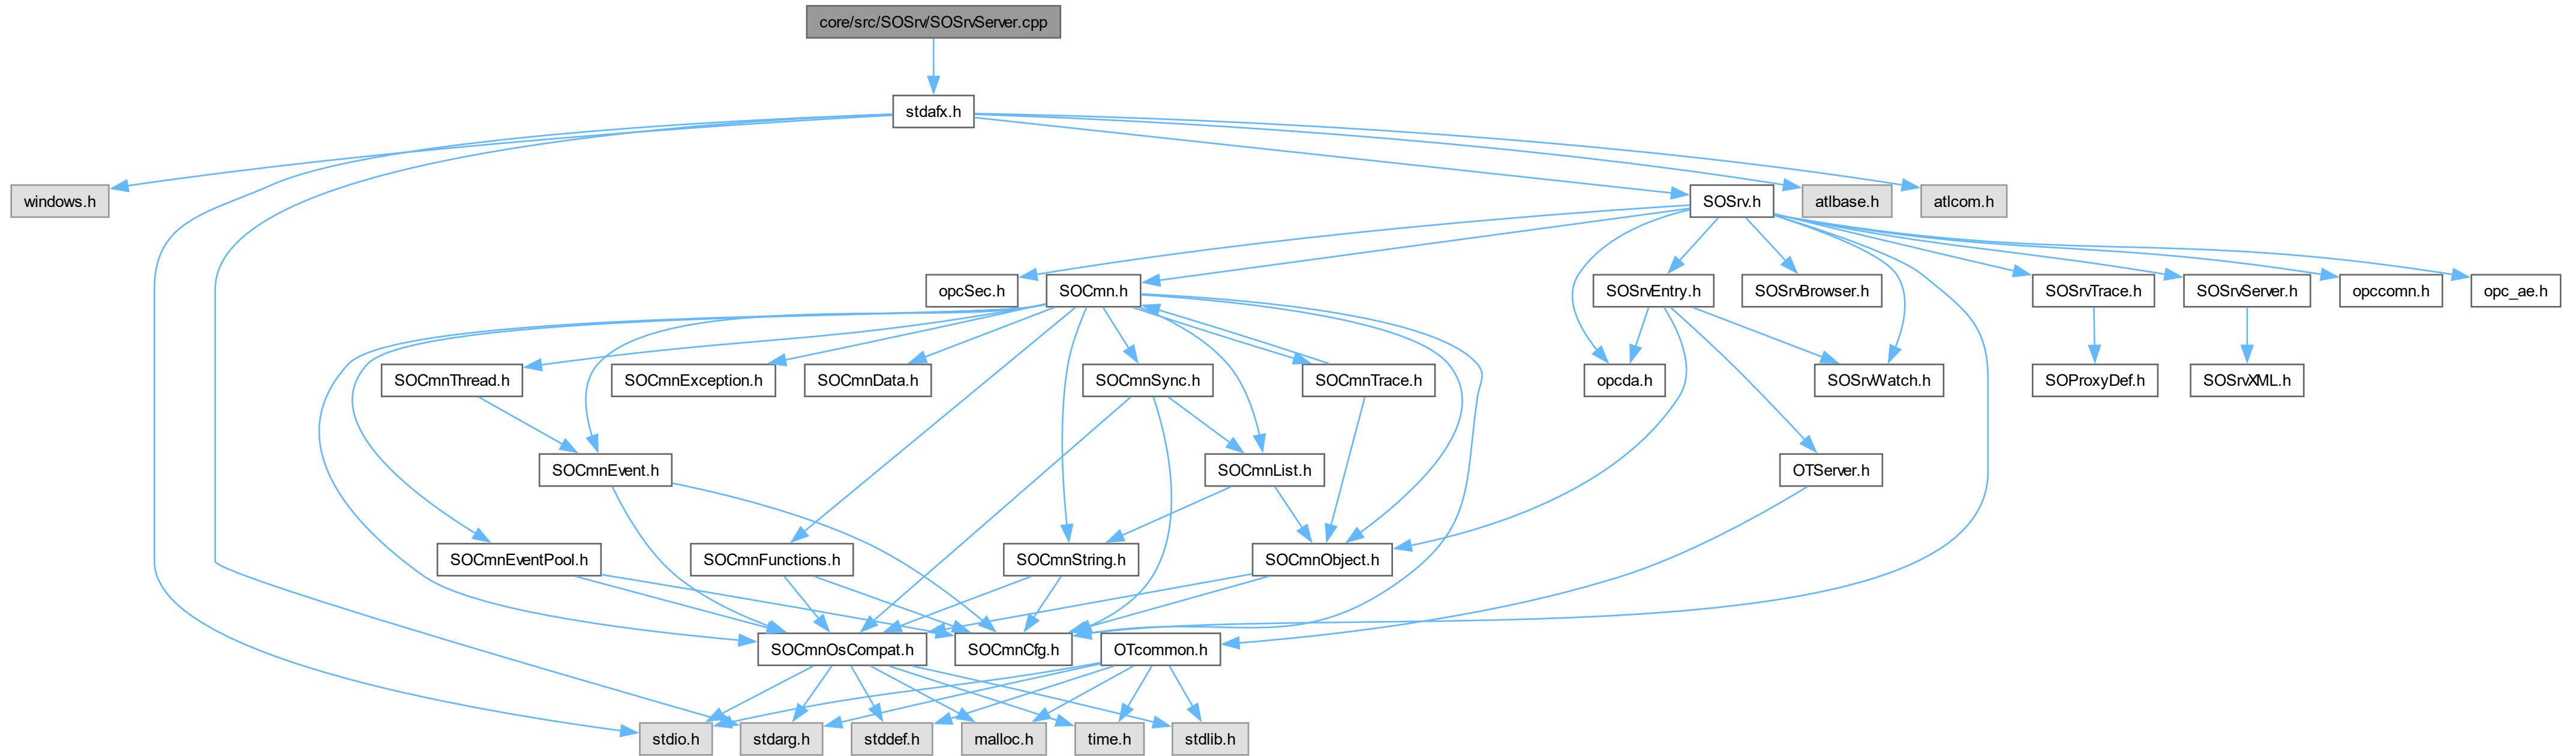 core/src/SOSrv/SOSrvServer.cpp
stdafx.h
windows.h
SOSrv.h
atlbase.h
atlcom.h
opcSec.h
SOCmn.h
SOSrvEntry.h
SOSrvBrowser.h
SOSrvTrace.h
SOSrvServer.h
opccomn.h
opc_ae.h
SOCmnThread.h
SOCmnException.h
SOCmnData.h
SOCmnSync.h
SOCmnTrace.h
opcda.h
SOSrvWatch.h
SOProxyDef.h
SOSrvXML.h
SOCmnEvent.h
SOCmnList.h
OTServer.h
SOCmnEventPool.h
SOCmnFunctions.h
SOCmnString.h
SOCmnObject.h
SOCmnOsCompat.h
SOCmnCfg.h
OTcommon.h
stdio.h
stdarg.h
stddef.h
malloc.h
time.h
stdlib.h